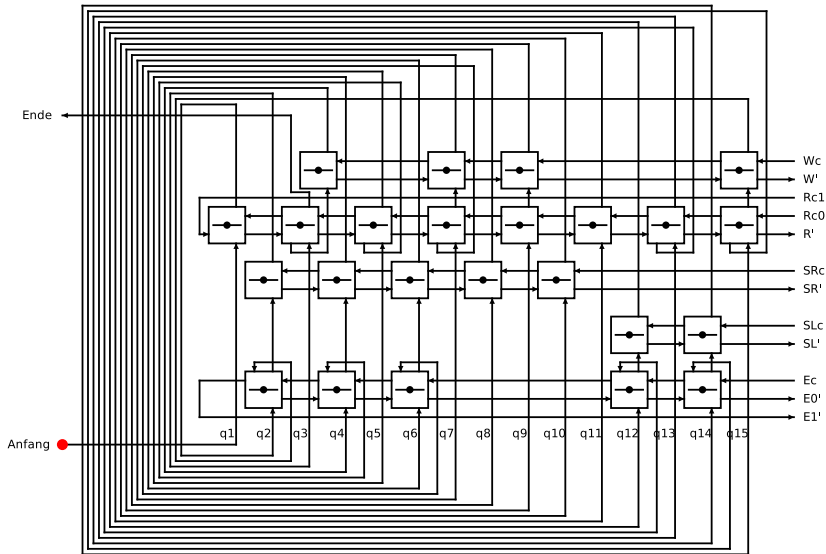 Ende
Wc
W'
Rc1
Rc0
R'
SRc
SR'
SLc
SL'
Ec
E0'
E1'
Anfang
q1 q2 q3 q4 q5 q6 q7 q8 q9 q10 q11 q12 q13 q14 q15